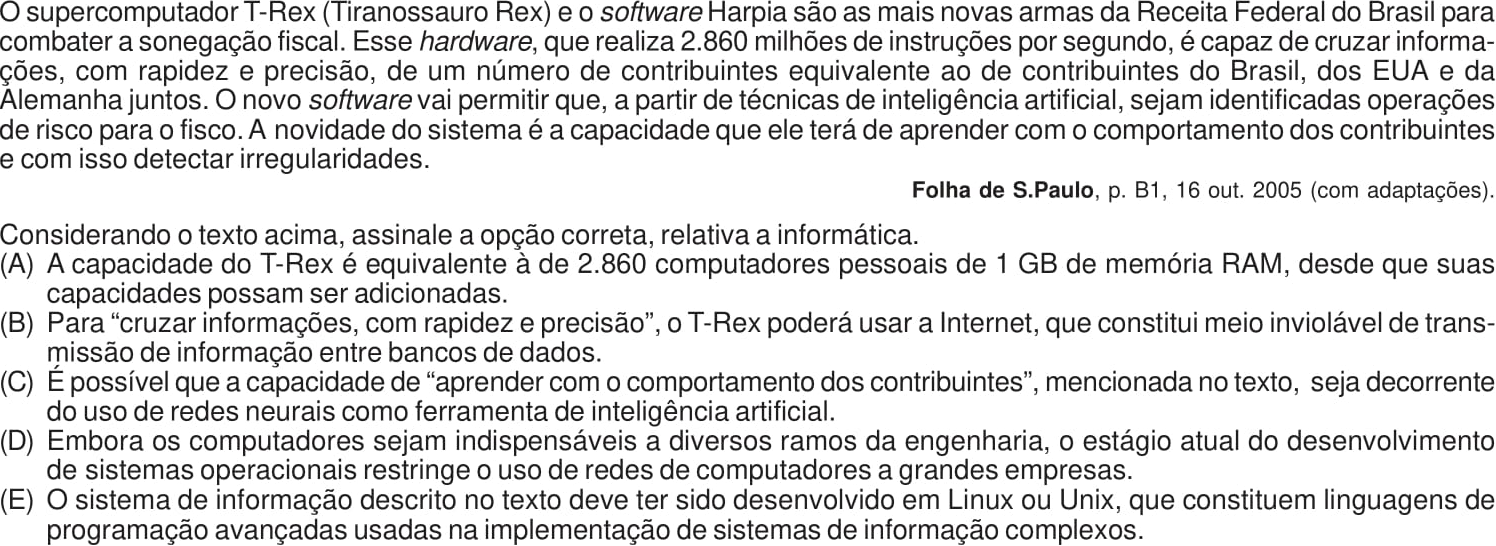 O supercomputador T-Rex (Tiranossauro Rex) e o software Harpia são as mais novas armas da Receita Federal do Brasil para
combater a sonegação fiscal. Esse hardware, que realiza 2.860 milhões de instruções por segundo, é capaz de cruzar informa-
ções, com rapidez e precisão, de um número de contribuintes equivalente ao de contribuintes do Brasil, dos EUA e da
Alemanha juntos. O novo software vai permitir que, a partir de técnicas de inteligência artificial, sejam identificadas operações
de risco para o fisco. A novidade do sistema é a capacidade que ele terá de aprender com o comportamento dos contribuintes
e com isso detectar irregularidades.
Folha de S.Paulo, p. B1, 16 out. 2005 (com adaptações).
Considerando o texto acima, assinale a opção correta, relativa a informática.
(A) A capacidade do T-Rex é equivalente à de 2.860 computadores pessoais de 1 GB de memória RAM, desde que suas
capacidades possam ser adicionadas.
(B) Para “cruzar informações, com rapidez e precisão”, o T-Rex poderá usar a Internet, que constitui meio inviolável de trans-
missão de informação entre bancos de dados.
(C) É possível que a capacidade de “aprender com o comportamento dos contribuintes”, mencionada no texto, seja decorrente
do uso de redes neurais como ferramenta de inteligência artificial.
(D) Embora os computadores sejam indispensáveis a diversos ramos da engenharia, o estágio atual do desenvolvimento
de sistemas operacionais restringe o uso de redes de computadores a grandes empresas.
(E) O sistema de informação descrito no texto deve ter sido desenvolvido em Linux ou Unix, que constituem linguagens de
programação avançadas usadas na implementação de sistemas de informação complexos.